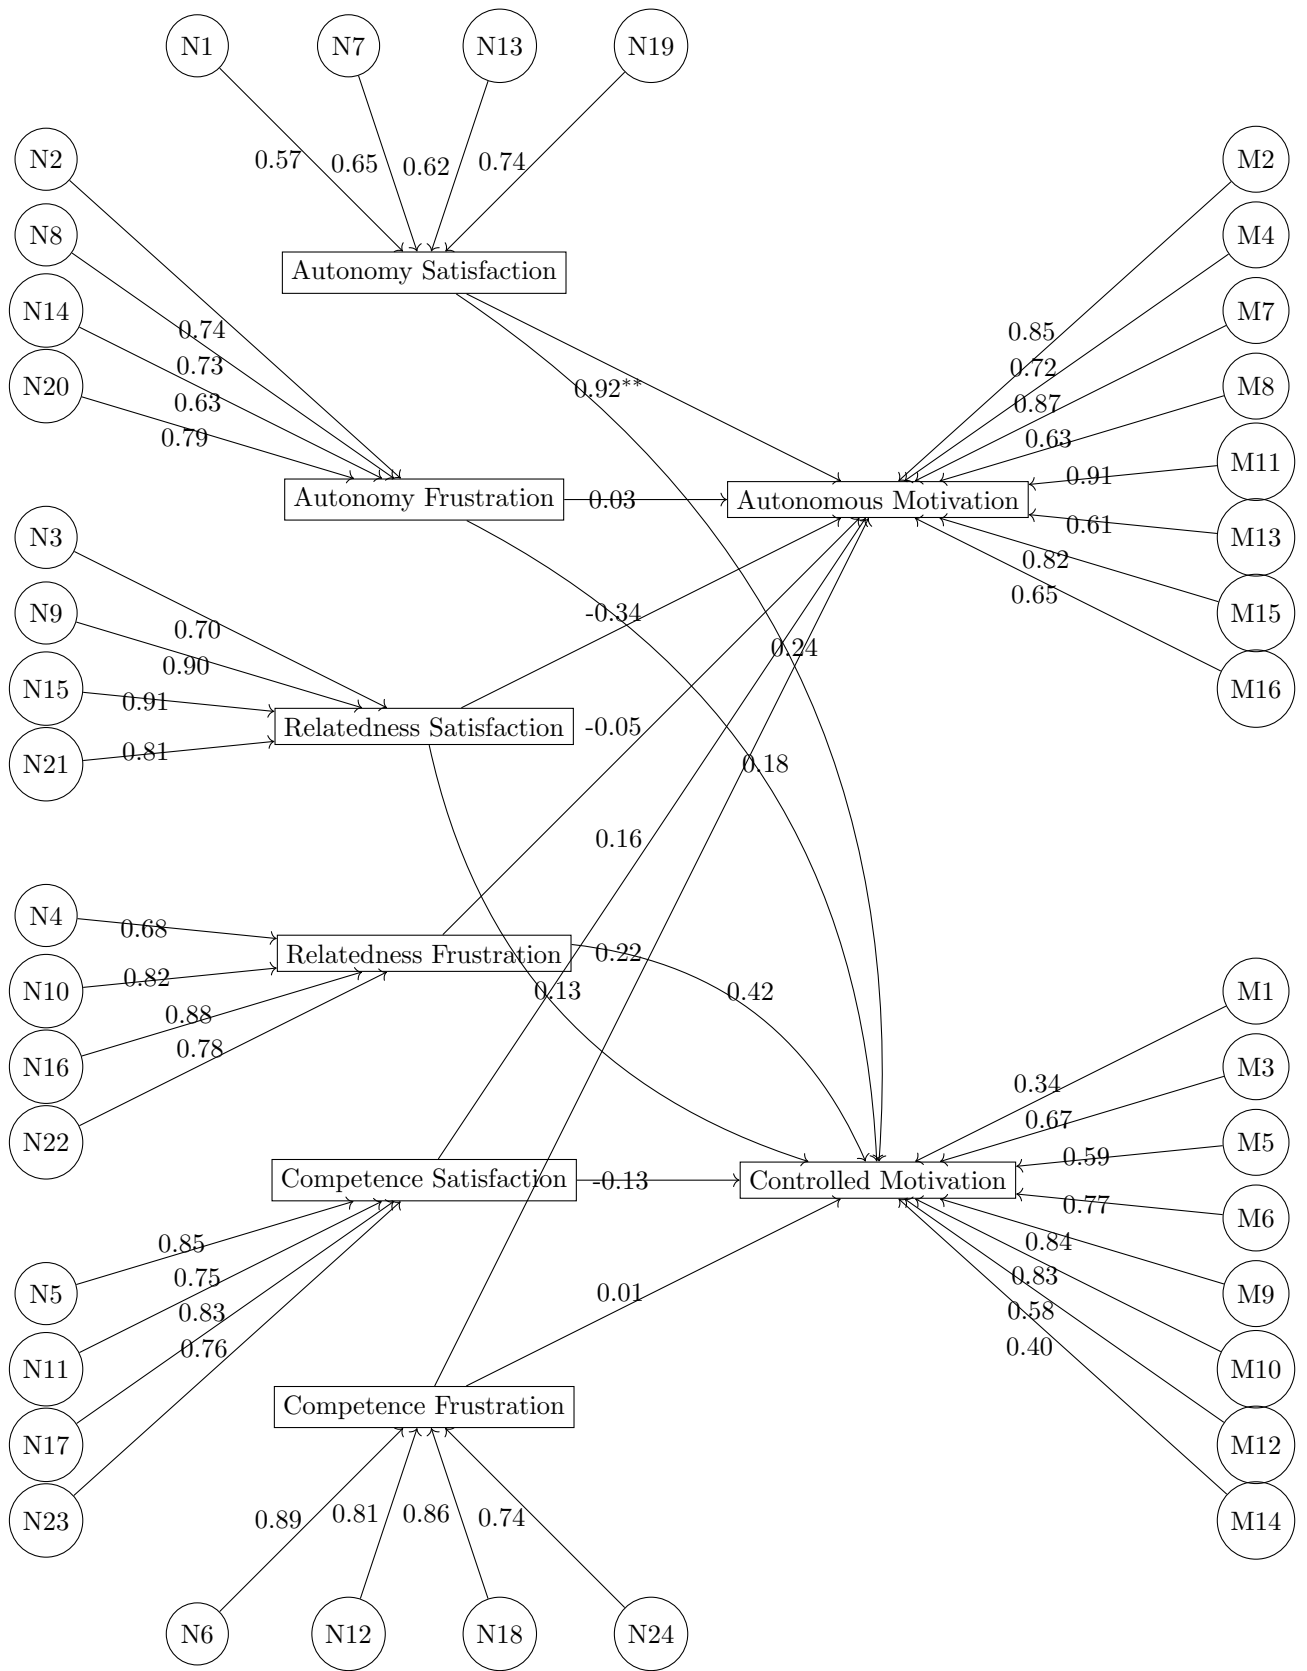 N1
N7
N13
N19
0.57
0.65
0.62
0.74
Autonomy Satisfaction
N2
N8
N14
N20
0.74
0.73
0.63
0.79
Autonomy Frustration
N3
N9
N15
N21
0.70
0.90
0.91
0.81
Relatedness Satisfaction
N4
N10
N16
N22
0.68
0.82
0.88
0.78
Relatedness Frustration
N5
N11
N17
N23
0.85
0.75
0.83
0.76
Competence Satisfaction
Competence Frustration
0.89
0.81
0.86
0.74
N6
N12
N18
N24
0.92**
0.03
-0.34
-0.05
0.16
0.22
0.24
0.18
0.13
0.42
-0.13
0.01
Autonomous Motivation
0.85
0.72
0.87
0.63
0.91
0.61
0.82
0.65
M2
M4
M7
M8
M11
M13
M15
M16
Controlled Motivation
0.34
0.67
0.59
0.77
0.84
0.83
0.58
0.40
M1
M3
M5
M6
M9
M10
M12
M14